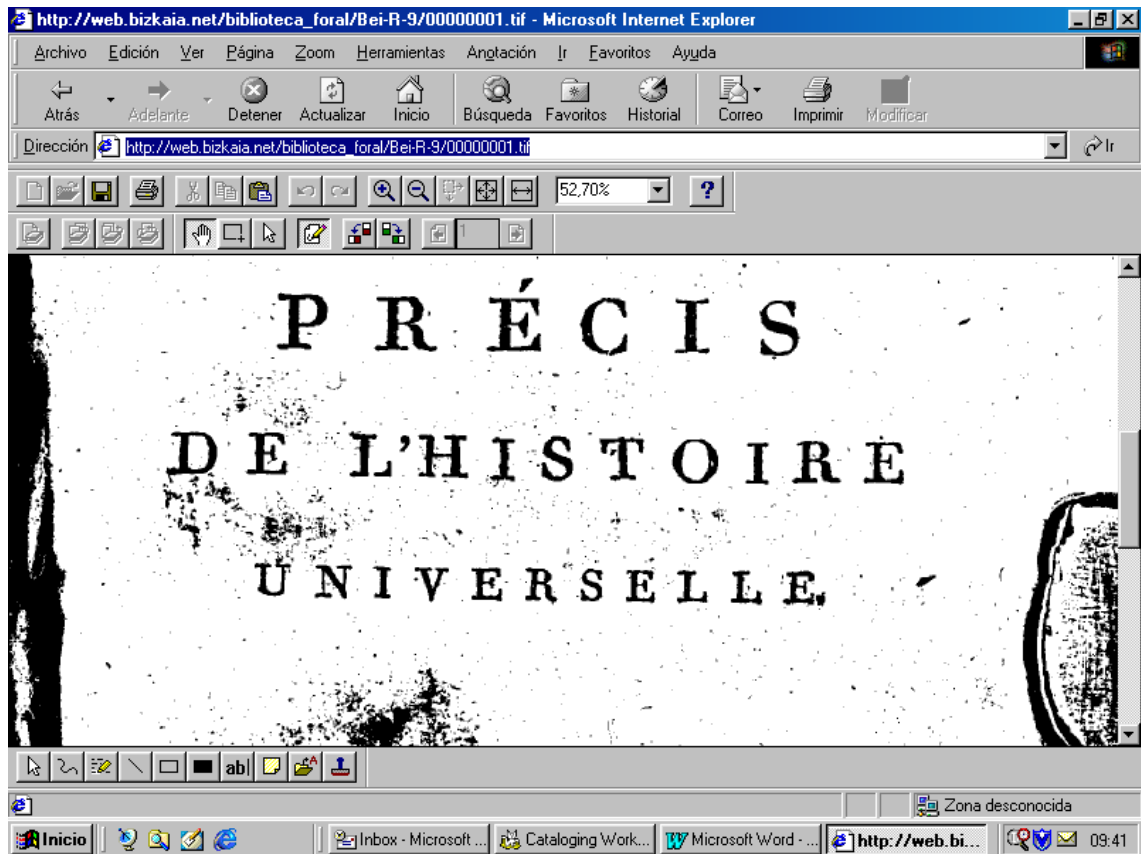 http://web.bizkaia.net/biblioteca_foral/Bei-R-9/00000001.tif - Microsoft Internet Explorer
Archivo Edición Ver Página Zoom Herramientas Anotación Ir Favoritos Ayuda
Atrás Adelante Detener Actualizar Inicio Búsqueda Favoritos Historial Correo Imprimir Modificar
Dirección http://web.bizkaia.net/biblioteca_foral/Bei-R-9/00000001.tif Ir
52,70% ?
1
PRÉCIS
DE L'HISTOIRE
UNIVERSELLE,
ab|
Zona desconocida
Inicio Inbox - Microsoft ... Cataloging Work... Microsoft Word - ... http://web.bi... 09:41